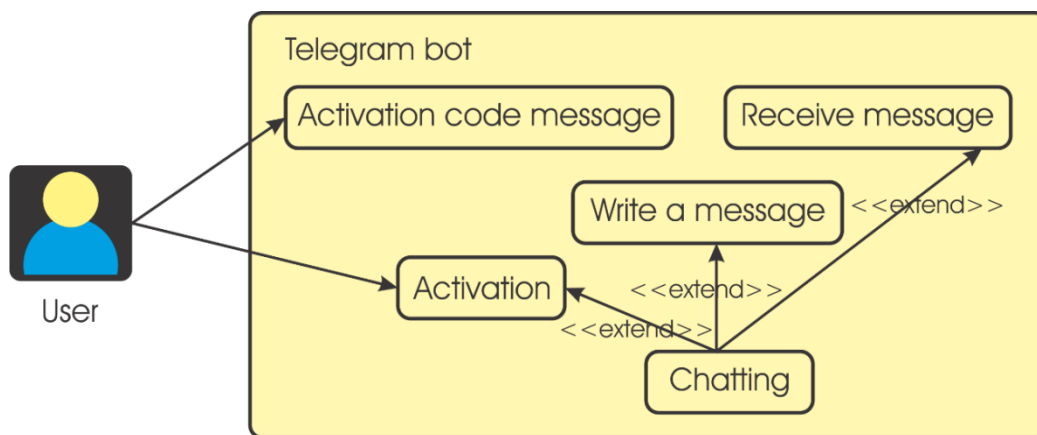 Telegram bot
Activation code message
Receive message
Write a message
<<extend>>
User
Activation
<<extend>>
<<extend>>
Chatting